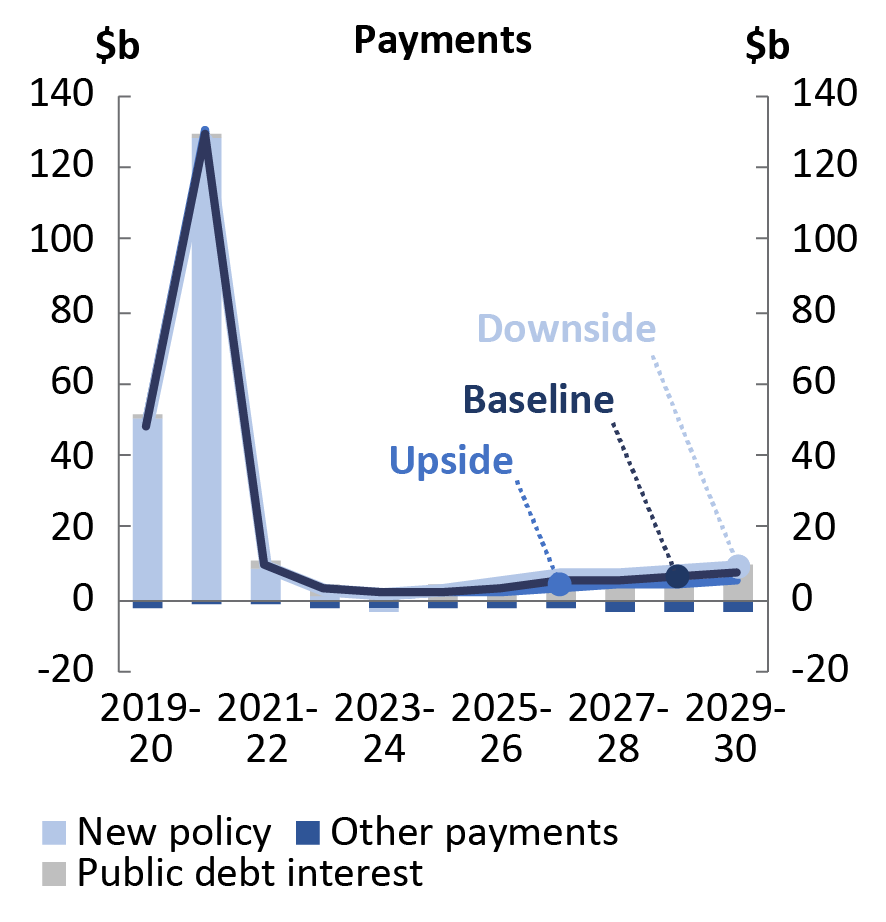 Payments
$b $b
140 140
120 120
100 100
80 80
Downside
60 60
Baseline
40 Upside 40
20 20
0 0
-20 -20
2019-20 2021-22 2023-24 2025-26 2027-28 2029-30
New policy Other payments
Public debt interest